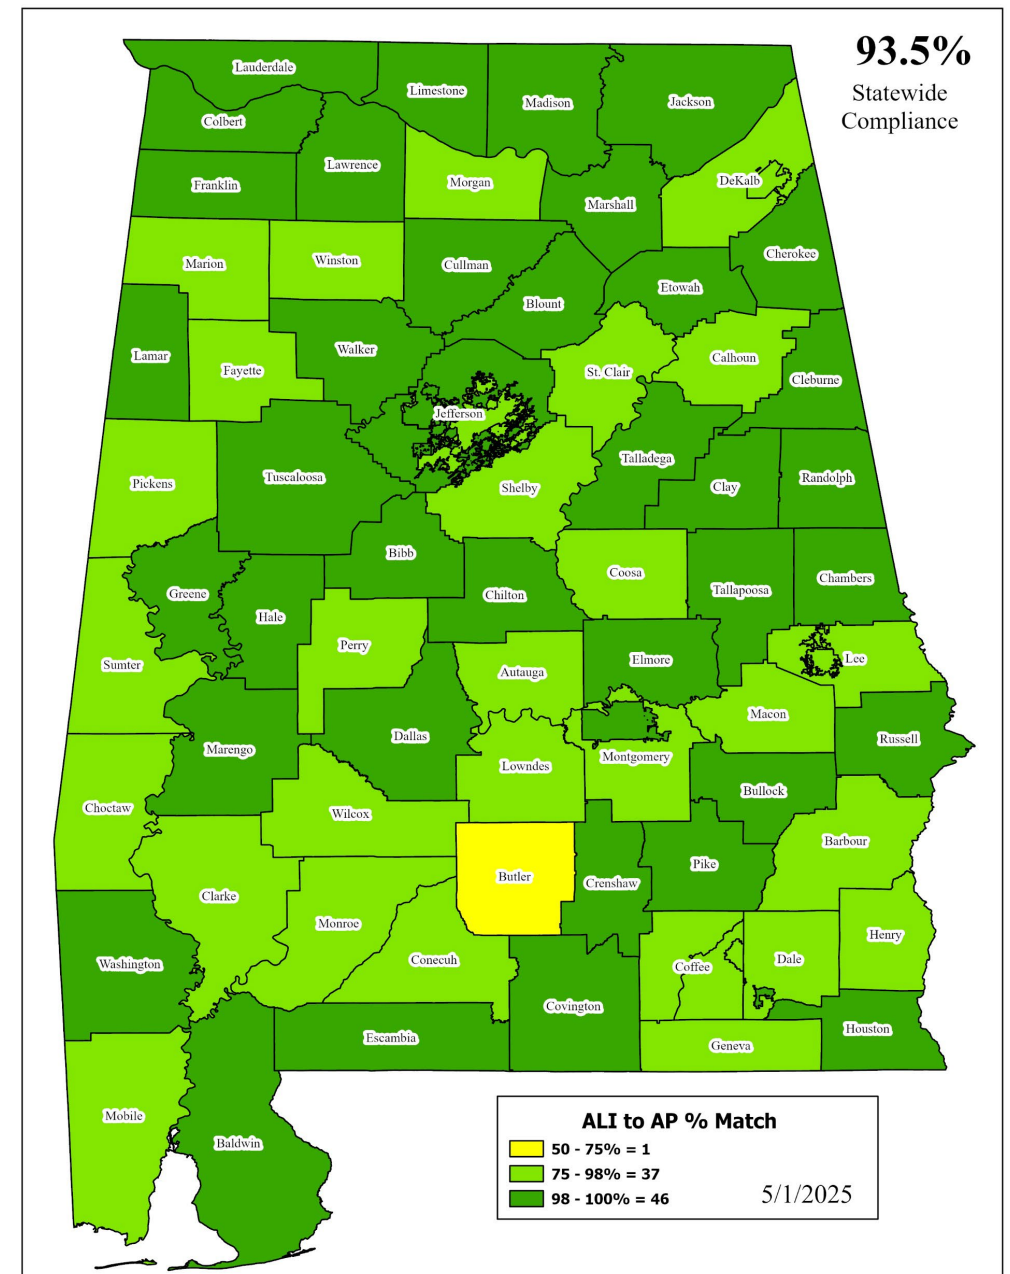 93.5%
Statewide
Compliance
Lauderdale
Limestone
Madison
Jackson
Colbert
Lawrence
Franklin
Morgan
DeKalb
Marshall
Marion
Winston
Cullman
Cherokee
Etowah
Blount
Lamar
Walker
Fayette
St. Clair
Calhoun
Cleburne
Jefferson
Pickens
Tuscaloosa
Shelby
Talladega
Clay
Randolph
Bibb
Greene
Hale
Chilton
Coosa
Tallapoosa
Chambers
Sumter
Perry
Autauga
Elmore
Lee
Macon
Marengo
Dallas
Lowndes
Montgomery
Russell
Choctaw
Wilcox
Bullock
Barbour
Clarke
Butler
Crenshaw
Pike
Monroe
Conecuh
Coffee
Dale
Henry
Washington
Escambia
Covington
Geneva
Houston
Mobile
Baldwin
ALI to AP % Match
50 - 75% = 1
75 - 98% = 37
98 - 100% = 46
5/1/2025